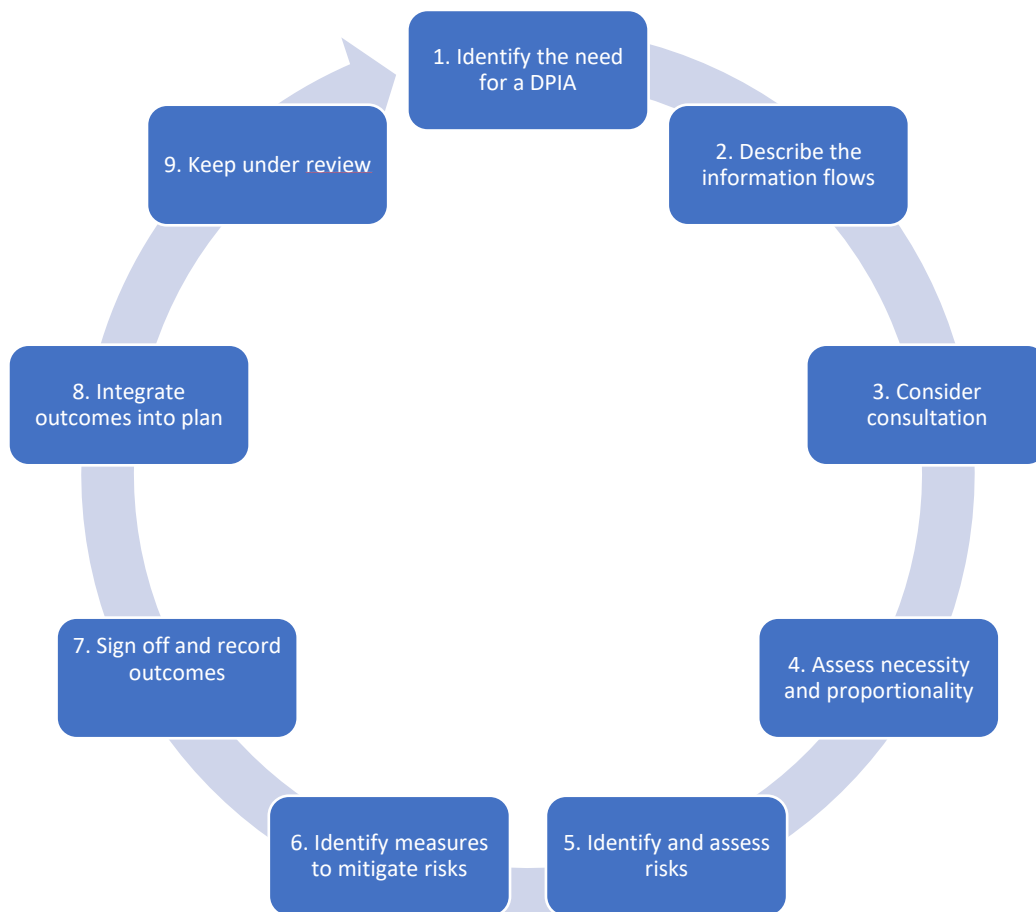 1. Identify the need
for a DPIA
2. Describe the
information flows
3. Consider
consultation
4. Assess necessity
and proportionality
5. Identify and assess
risks
6. Identify measures
to mitigate risks
7. Sign off and record
outcomes
8. Integrate
outcomes into plan
9. Keep under review